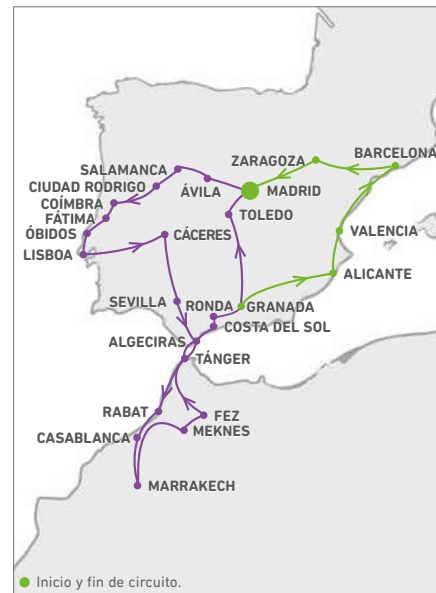 ZARAGOZA
BARCELONA
SALAMANCA
CIUDAD RODRIGO
ÁVILA
MADRID
COÍMBRA
FÁTIMA
TOLEDO
ÓBIDOS
CÁCERES
VALENCIA
LISBOA
ALICANTE
SEVILLA
RONDA
GRANADA
COSTA DEL SOL
ALGECIRAS
TÁNGER
RABAT
FEZ
MEKNES
CASABLANCA
MARRAKECH
Inicio y fin de circuito.